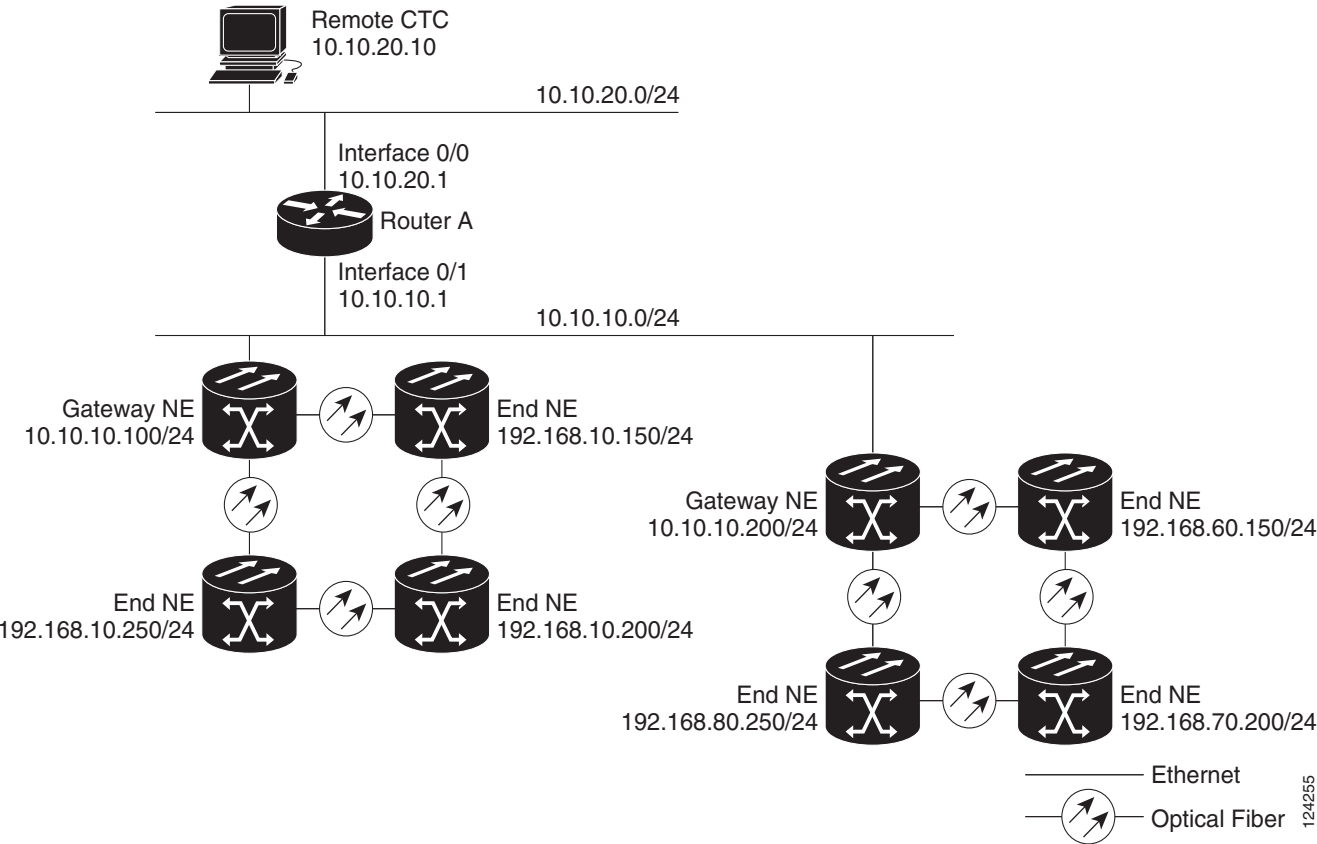 Remote CTC
10.10.20.10
10.10.20.0/24
Interface 0/0
10.10.20.1
Router A
Interface 0/1
10.10.10.1
10.10.10.0/24
Gateway NE
10.10.10.100/24
End NE
192.168.10.150/24
Gateway NE
10.10.10.200/24
End NE
192.168.60.150/24
End NE
192.168.10.250/24
End NE
192.168.10.200/24
End NE
192.168.80.250/24
End NE
192.168.70.200/24
Ethernet
Optical Fiber
124255